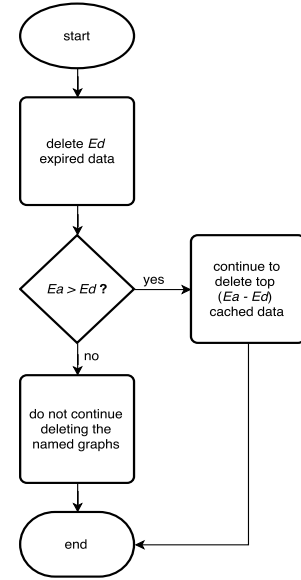 start
delete Ed
expired data
Ea > Ed ?
yes
continue to
delete top
(Ea - Ed)
cached data
no
do not continue
deleting the
named graphs
end